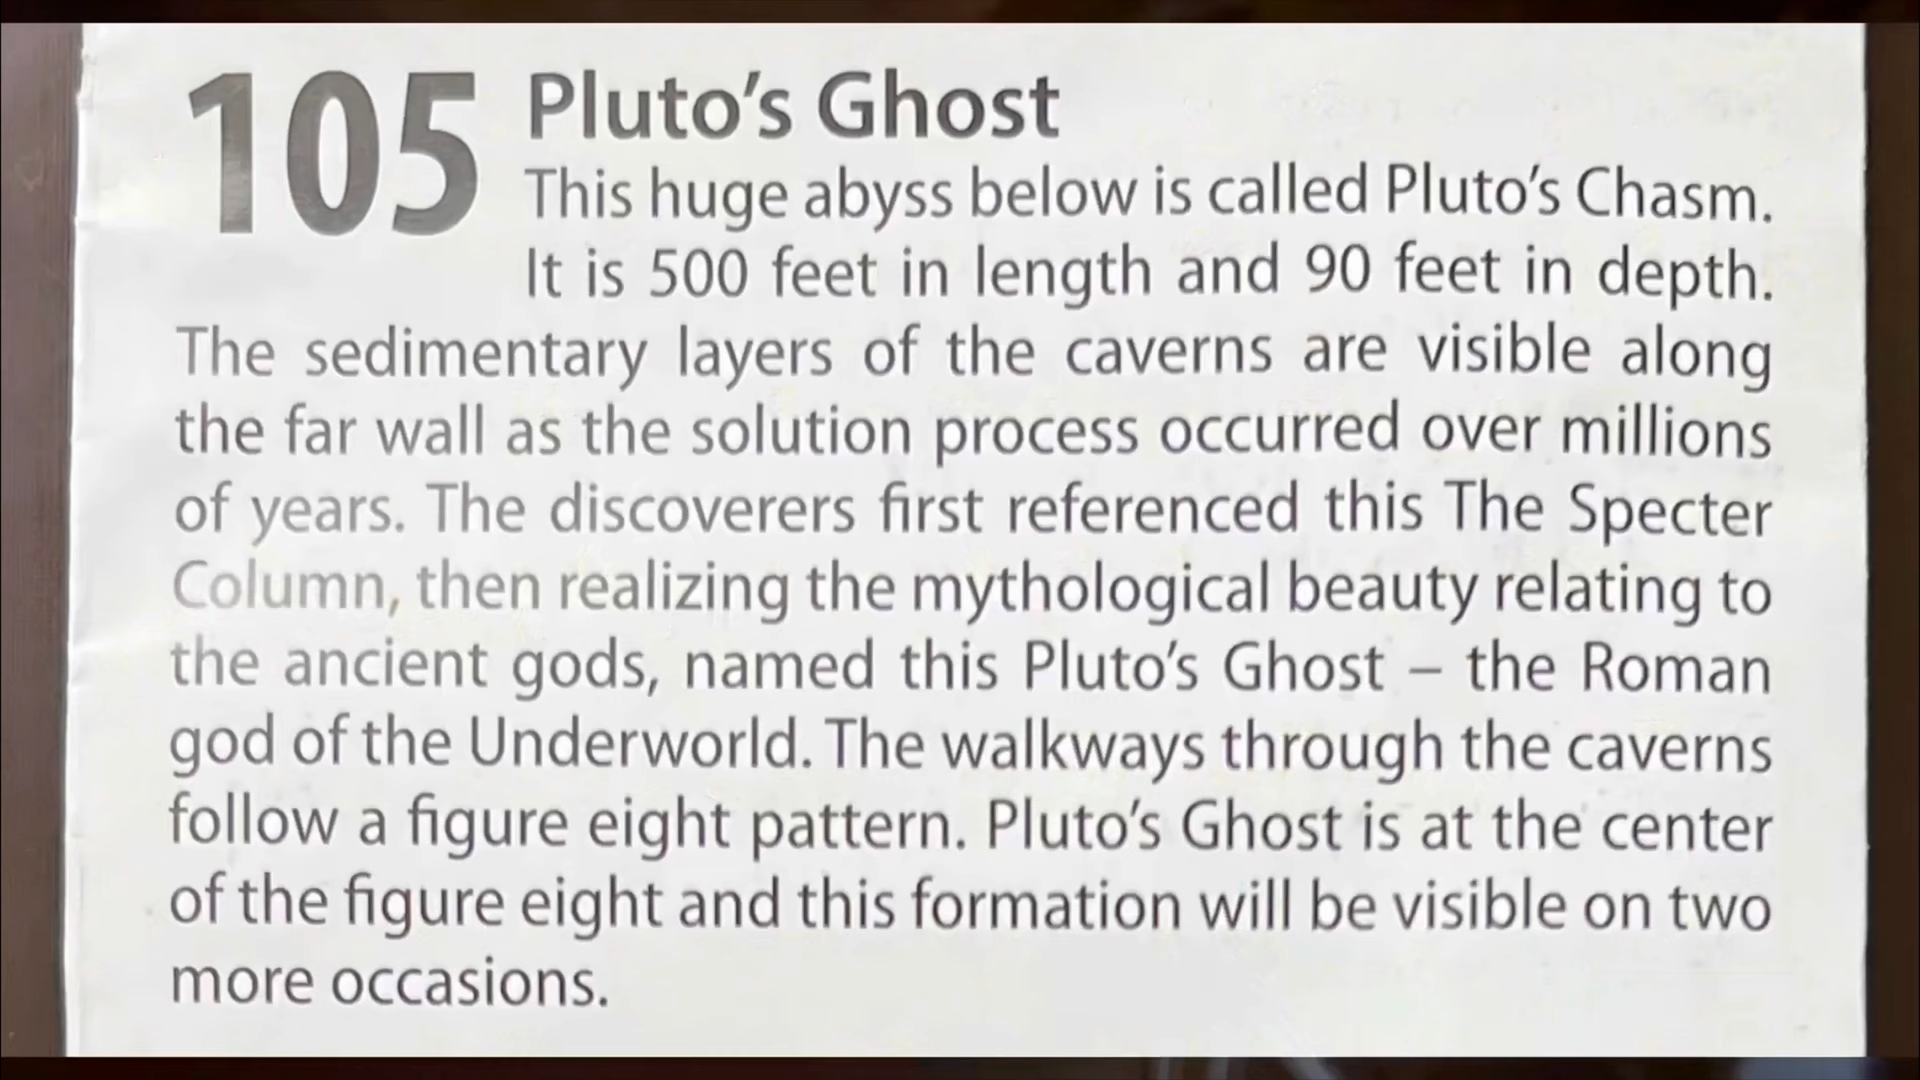 105 Pluto's Ghost
This huge abyss below is called Pluto's Chasm.
It is 500 feet in length and 90 feet in depth.
The sedimentary layers of the caverns are visible along
the far wall as the solution process occurred over millions
of years. The discoverers first referenced this The Specter
Column, then realizing the mythological beauty relating to
the ancient gods, named this Pluto's Ghost – the Roman
god of the Underworld. The walkways through the caverns
follow a figure eight pattern. Pluto's Ghost is at the center
of the figure eight and this formation will be visible on two
more occasions.